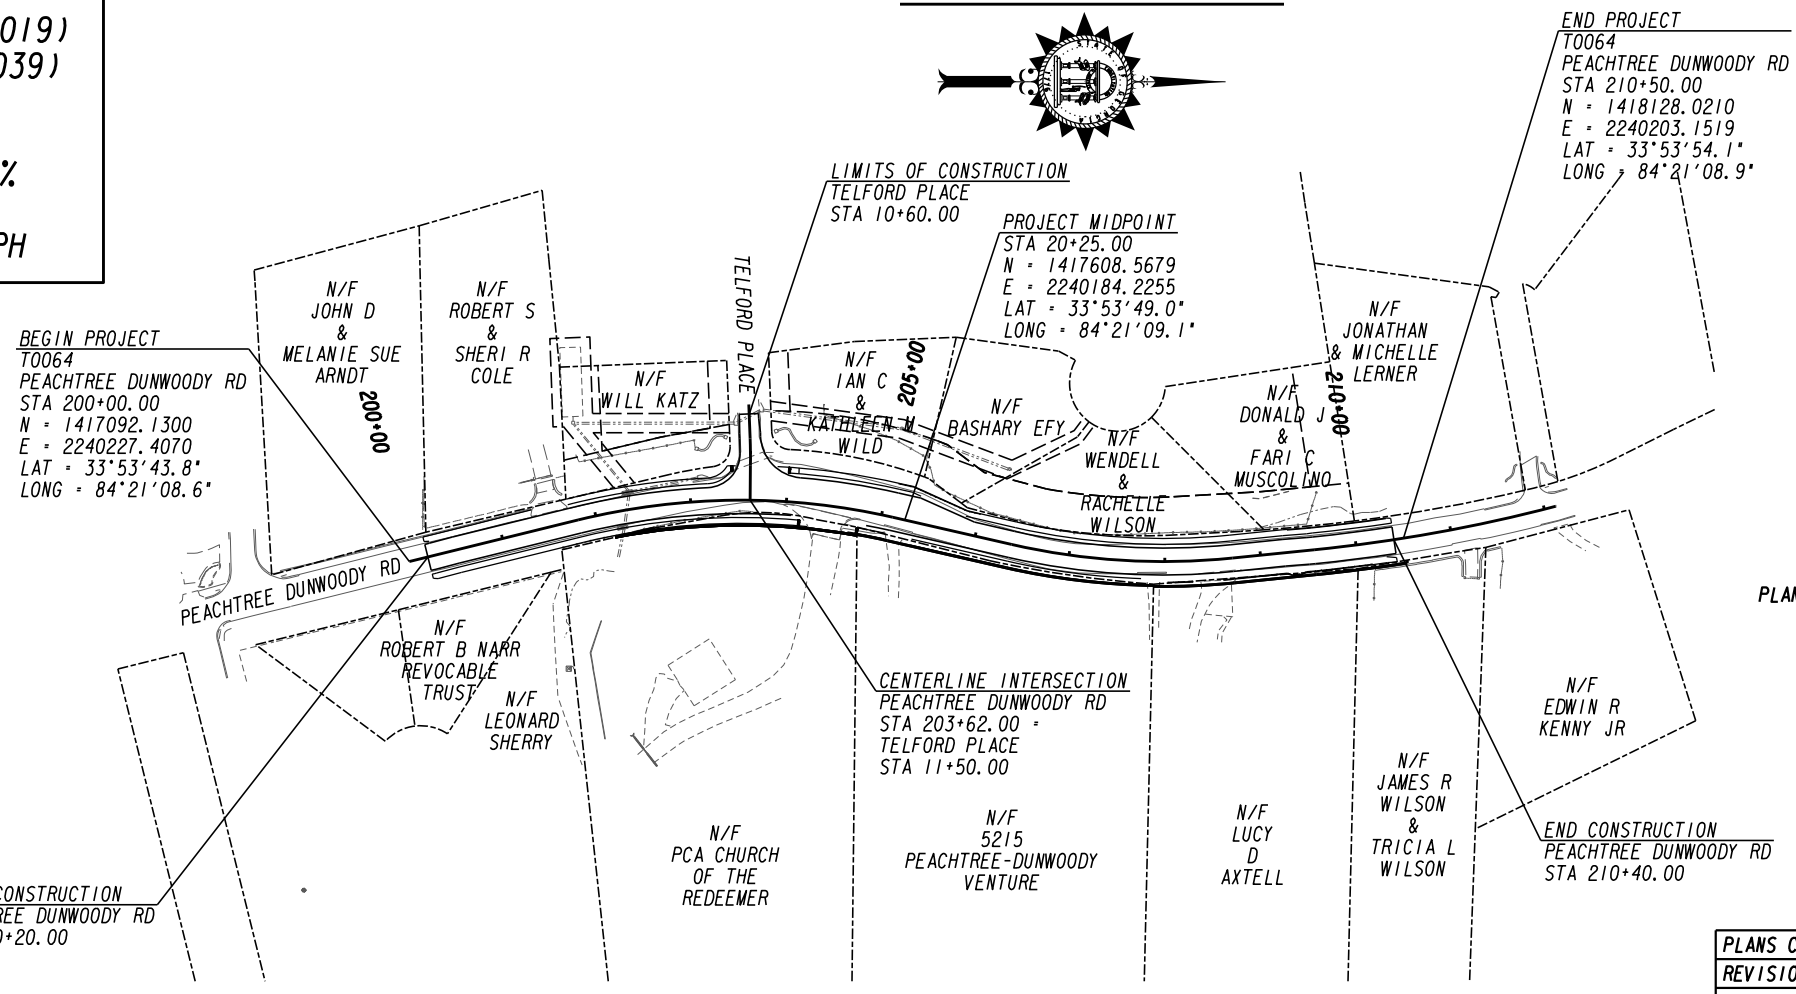 019)
039)
%
PH
END PROJECT
T0064
PEACHTREE DUNWOODY RD
STA 210+50.00
N = 1418128.0210
E = 2240203.1519
LAT = 33°53'54.1"
LONG = 84°21'08.9"
LIMITS OF CONSTRUCTION
TELFORD PLACE
STA 10+60.00
PROJECT MIDPOINT
STA 20+25.00
N = 1417608.5679
E = 2240184.2255
LAT = 33°53'49.0"
LONG = 84°21'09.1"
BEGIN PROJECT
T0064
PEACHTREE DUNWOODY RD
STA 200+00.00
N = 1417092.1300
E = 2240227.4070
LAT = 33°53'43.8"
LONG = 84°21'08.6"
N/F
JOHN D
&
MELANIE SUE
ARNDT
200+00
N/F
ROBERT S
&
SHERI R
COLE
N/F
WILL KATZ
TELFORD PLACE
N/F
IAN C
&
KATHLEEN M
WILD
205+00
N/F
BASHARY EFY
N/F
WENDELL
&
RACHELLE
WILSON
N/F
DONALD J
&
FARI C
MUSCOLINO
210+00
N/F
JONATHAN
& MICHELLE
LERNER
PEACHTREE DUNWOODY RD
PLAN
N/F
ROBERT B NARR
REVOCABLE
TRUST
N/F
LEONARD
SHERRY
CENTERLINE INTERSECTION
PEACHTREE DUNWOODY RD
STA 203+62.00 =
TELFORD PLACE
STA 11+50.00
N/F
EDWIN R
KENNY JR
N/F
PCA CHURCH
OF THE
REDEEMER
N/F
5215
PEACHTREE-DUNWOODY
VENTURE
N/F
LUCY
D
AXTELL
N/F
JAMES R
WILSON
&
TRICIA L
WILSON
END CONSTRUCTION
PEACHTREE DUNWOODY RD
STA 210+40.00
CONSTRUCTION
REE DUNWOODY RD
0+20.00
PLANS C
REVISIO